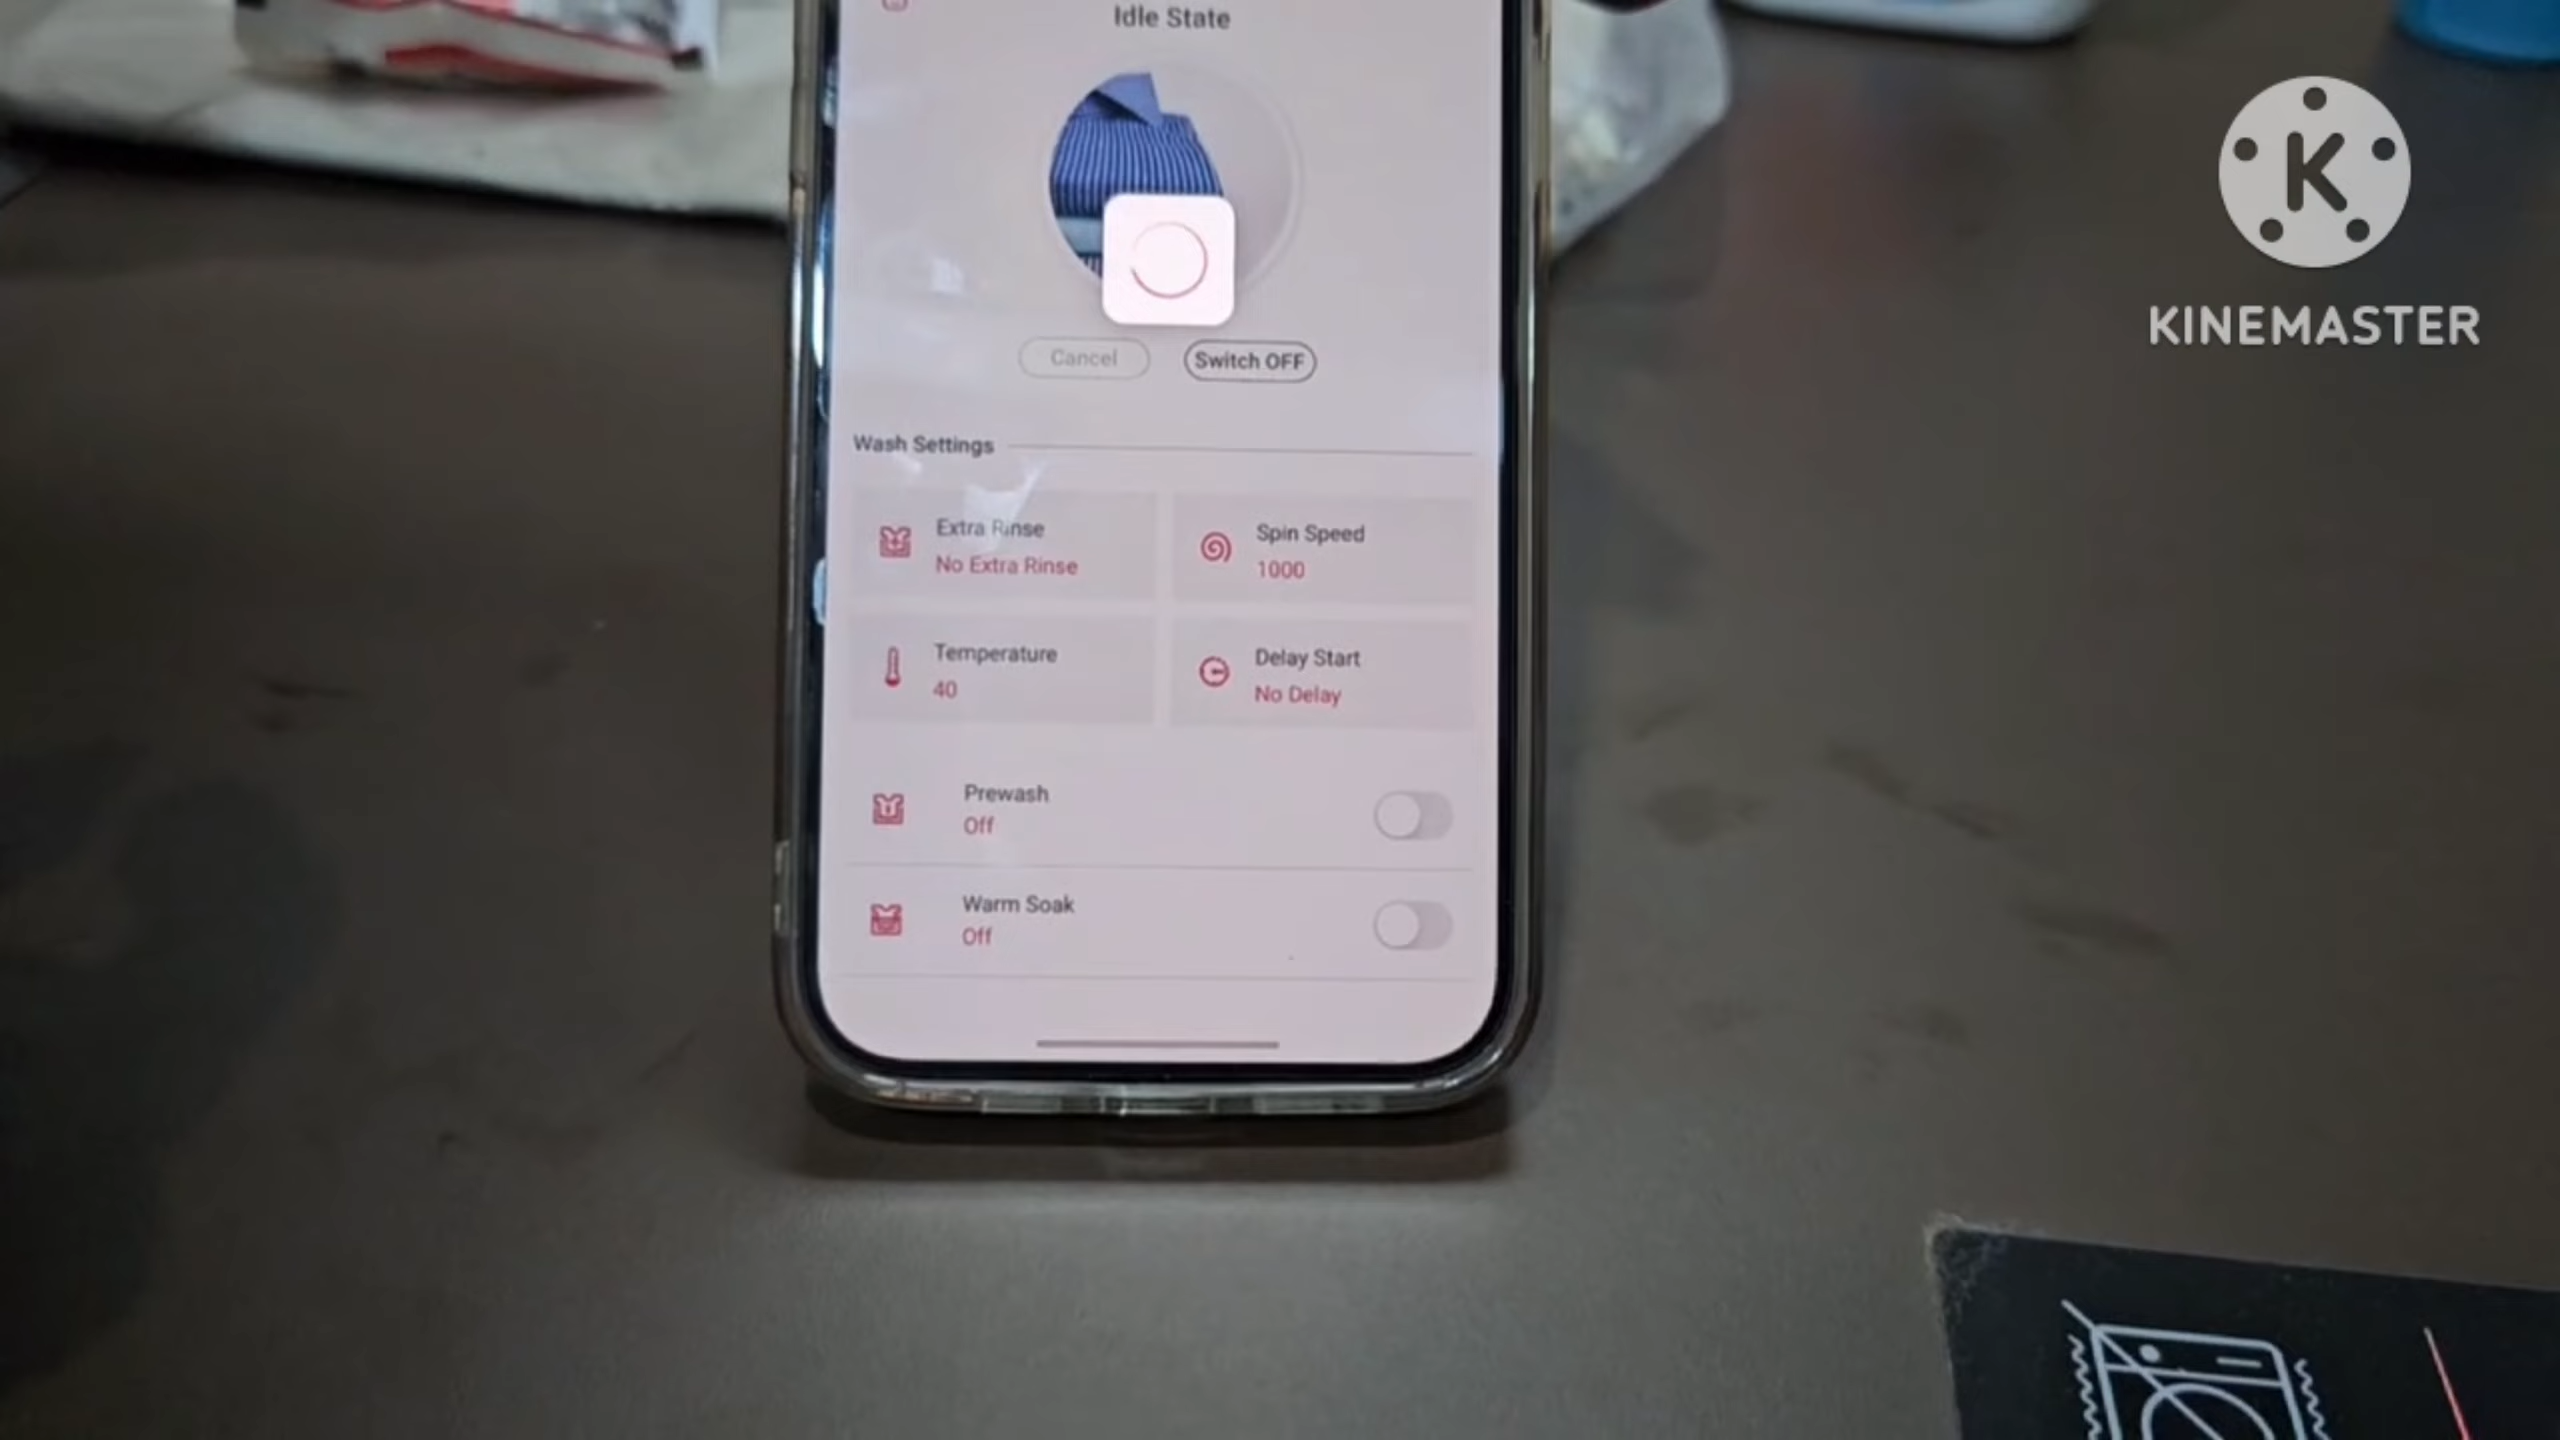 Idle State
Cancel
Switch OFF
Wash Settings
Extra Rinse
No Extra Rinse
Spin Speed
1000
Temperature
40
Delay Start
No Delay
Prewash
Off
Warm Soak
Off
K
KINEMASTER